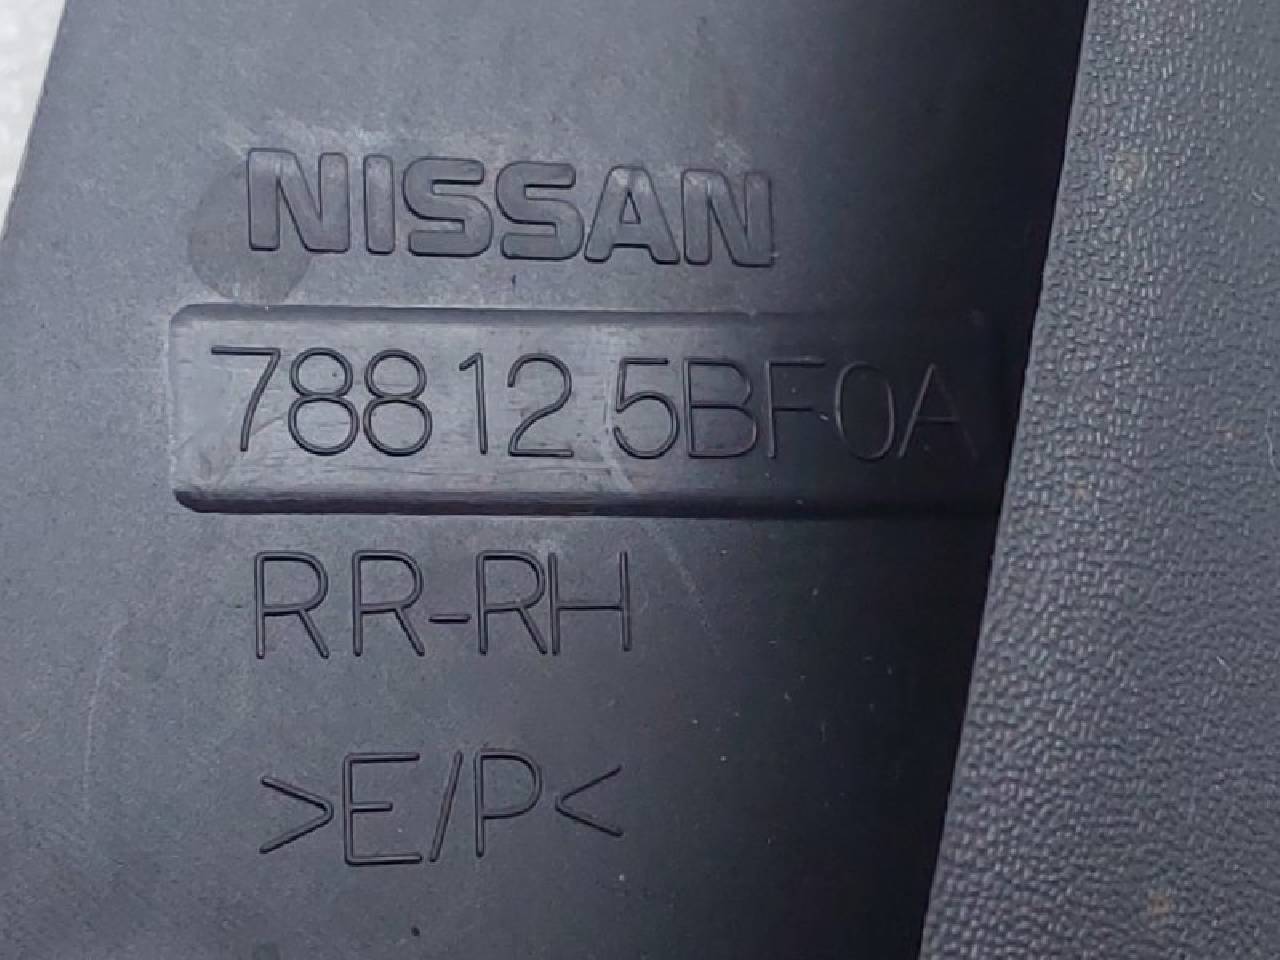 NISSAN
78812 5BF0A
RR-RH
>E/P<